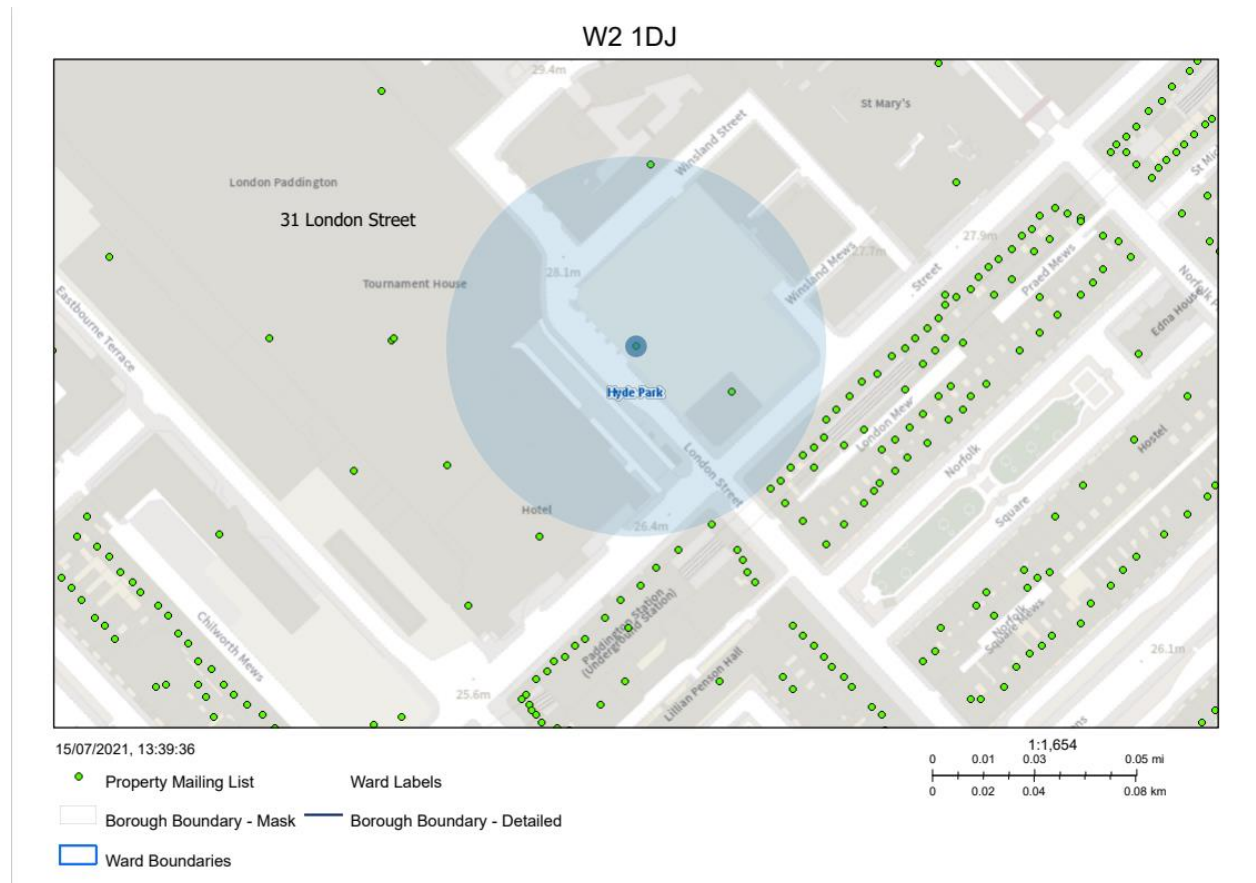 W2 1DJ
29.4m
St Mary's
Winsland Street
St Mi
London Paddington
31 London Street
27.9m
27.7m
Winsland Mews
Street
Praed Mews
28.1m
Tournament House
Norfolk
Edna House
Eastbourne Terrace
Hyde Park
London Mews
London Street
Norfolk
Square
Hostel
Hotel
26.4m
Paddington Station
(Underground Station)
Chilworth Mews
Norfolk
Square Mews
26.1m
Lillian Penson Hall
25.6m
15/07/2021, 13:39:36
1:1,654
0 0.01 0.03 0.05 mi
0 0.02 0.04 0.08 km
Property Mailing List
Ward Labels
Borough Boundary - Mask
Borough Boundary - Detailed
Ward Boundaries